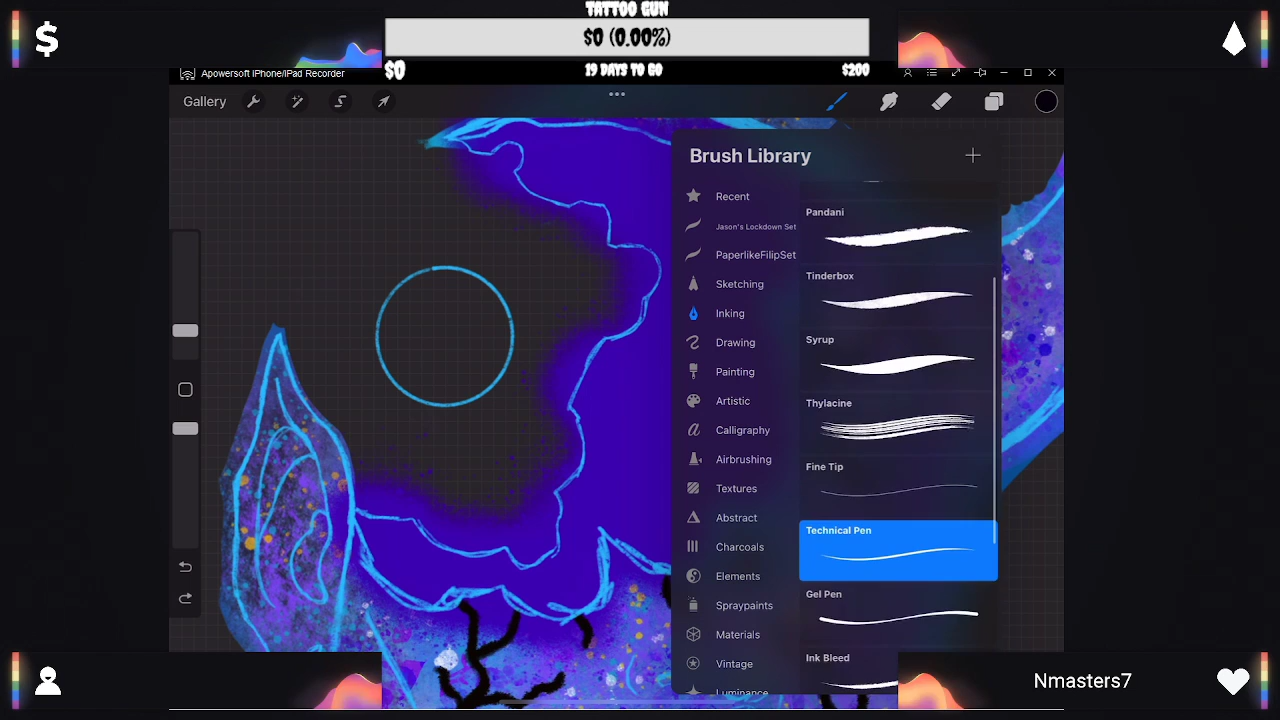 TATTOO GUN
$0 (0.00%)
$0
19 DAYS TO GO
$200
Apowersoft iPhone/iPad Recorder
Gallery
Brush Library
Recent
Jason's Lockdown Set
PaperlikeFilipSet
Sketching
Inking
Drawing
Painting
Artistic
Calligraphy
Airbrushing
Textures
Abstract
Charcoals
Elements
Spraypaints
Materials
Vintage
Luminance
Pandani
Tinderbox
Syrup
Thylacine
Fine Tip
Technical Pen
Gel Pen
Ink Bleed
Nmasters7